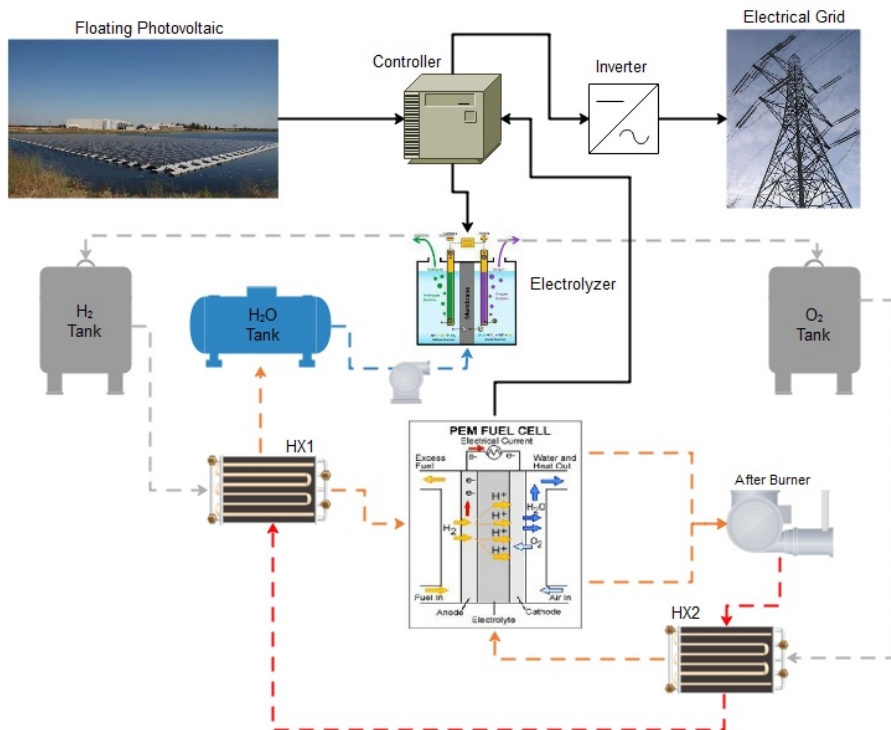 Floating Photovoltaic
Controller
Inverter
Electrical Grid
H₂
Tank
H₂O
Tank
Membrane
Electrolyzer
O₂
Tank
HX1
PEM FUEL CELL
Electrical Current
e- e-
Excess
Fuel
Water and
Heat Out
e-
e-
H+
H+
H+
H+
H₂
H₂O
O₂
Fuel In
Air In
Anode
Cathode
Electrolyte
After Burner
HX2